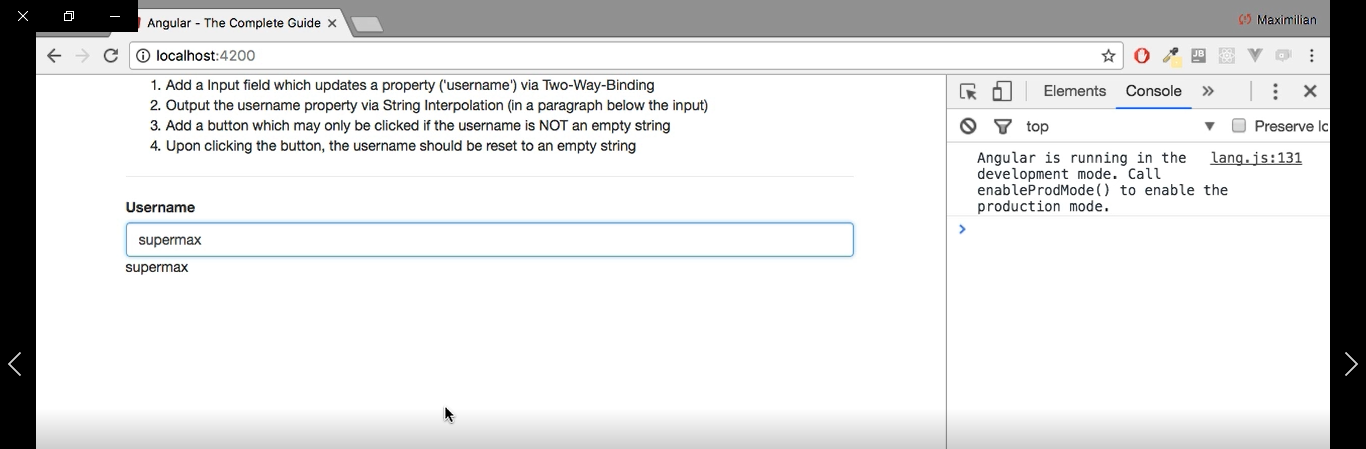 Angular - The Complete Guide
Maximilian
localhost:4200
1. Add a Input field which updates a property ('username') via Two-Way-Binding
2. Output the username property via String Interpolation (in a paragraph below the input)
3. Add a button which may only be clicked if the username is NOT an empty string
4. Upon clicking the button, the username should be reset to an empty string
Username
supermax
supermax
Elements Console »
top Preserve lo
Angular is running in the lang.js:131
development mode. Call
enableProdMode() to enable the
production mode.